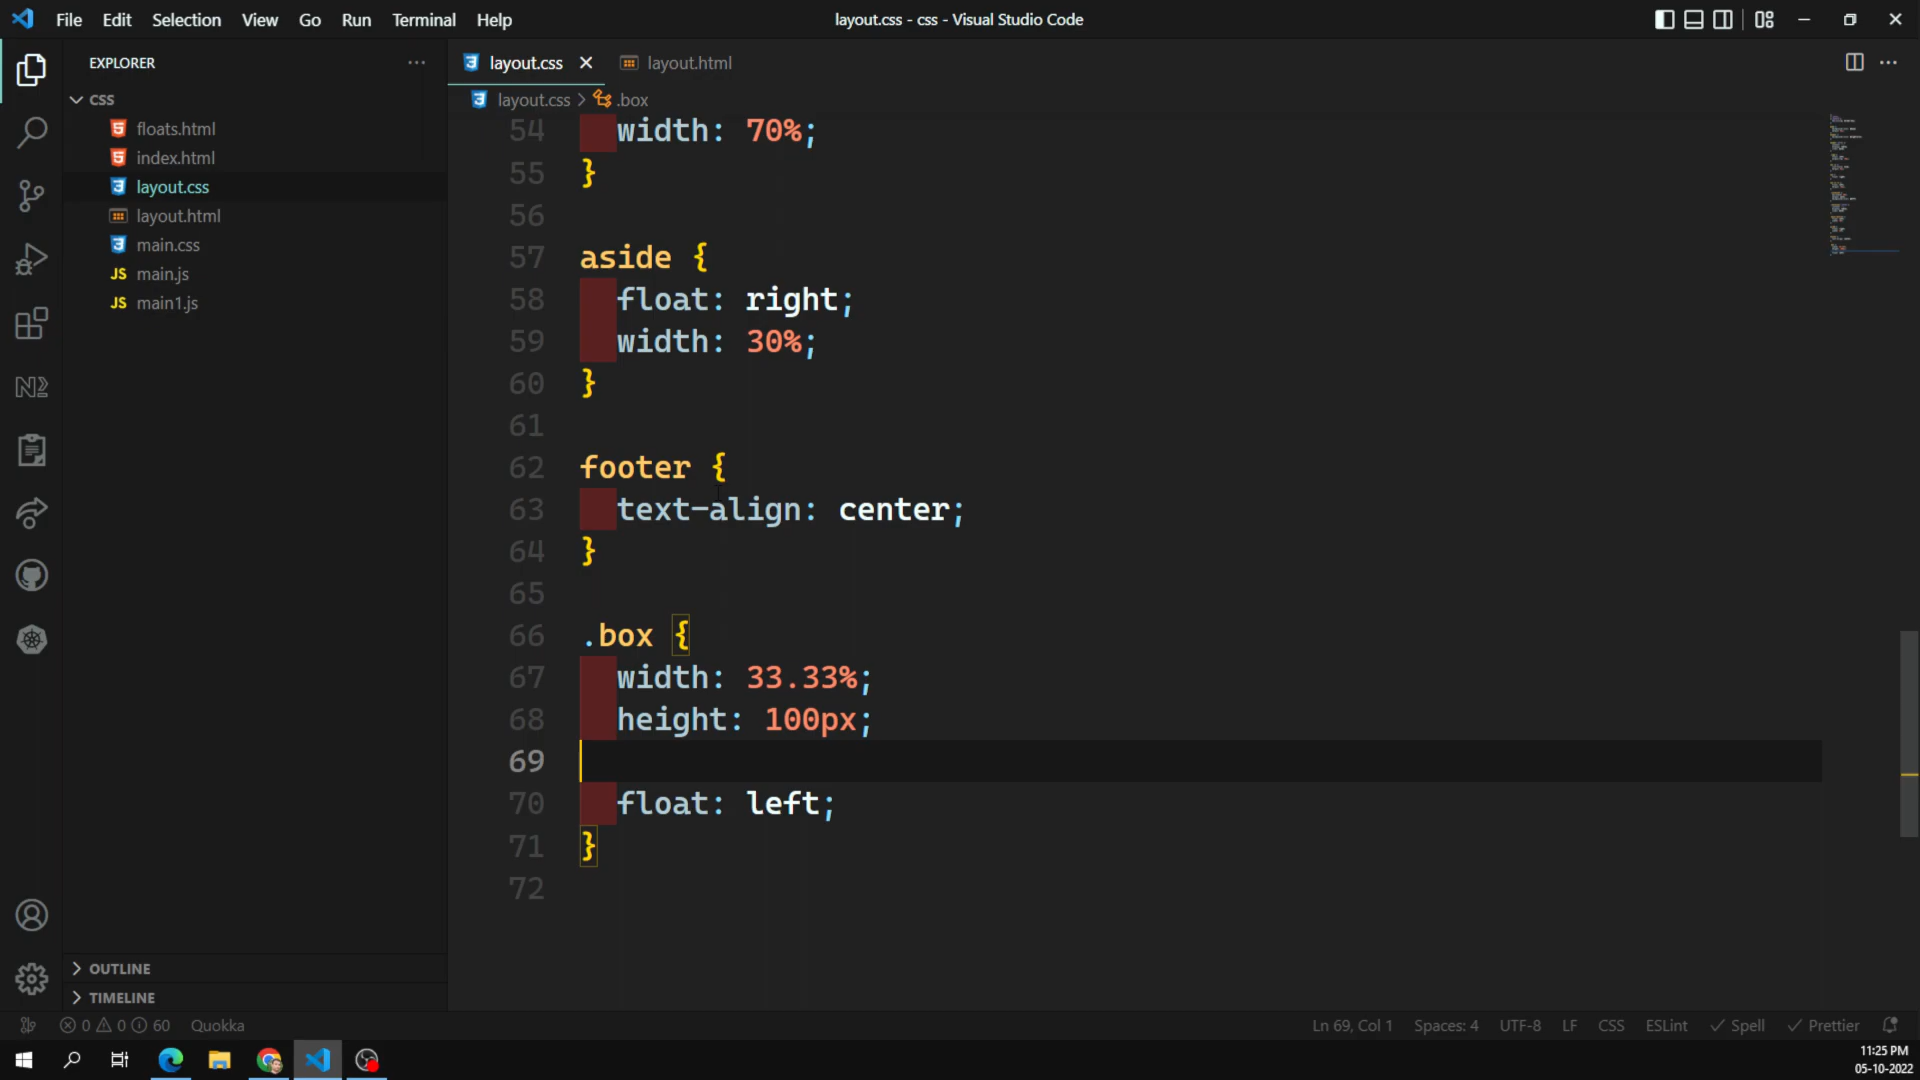 File Edit Selection View Go Run Terminal Help
layout.css - css - Visual Studio Code
EXPLORER
CSS
floats.html
index.html
layout.css
layout.html
main.css
JS main.js
JS main1.js
OUTLINE
TIMELINE
layout.css layout.html
layout.css > .box
54 width: 70%;
55 }
56
57 aside {
58 float: right;
59 width: 30%;
60 }
61
62 footer {
63 text-align: center;
64 }
65
66 .box {
67 width: 33.33%;
68 height: 100px;
69
70 float: left;
71 }
72
0 0 60 Quokka
Ln 69, Col 1 Spaces: 4 UTF-8 LF CSS ESLint Spell Prettier
11:25 PM
05-10-2022